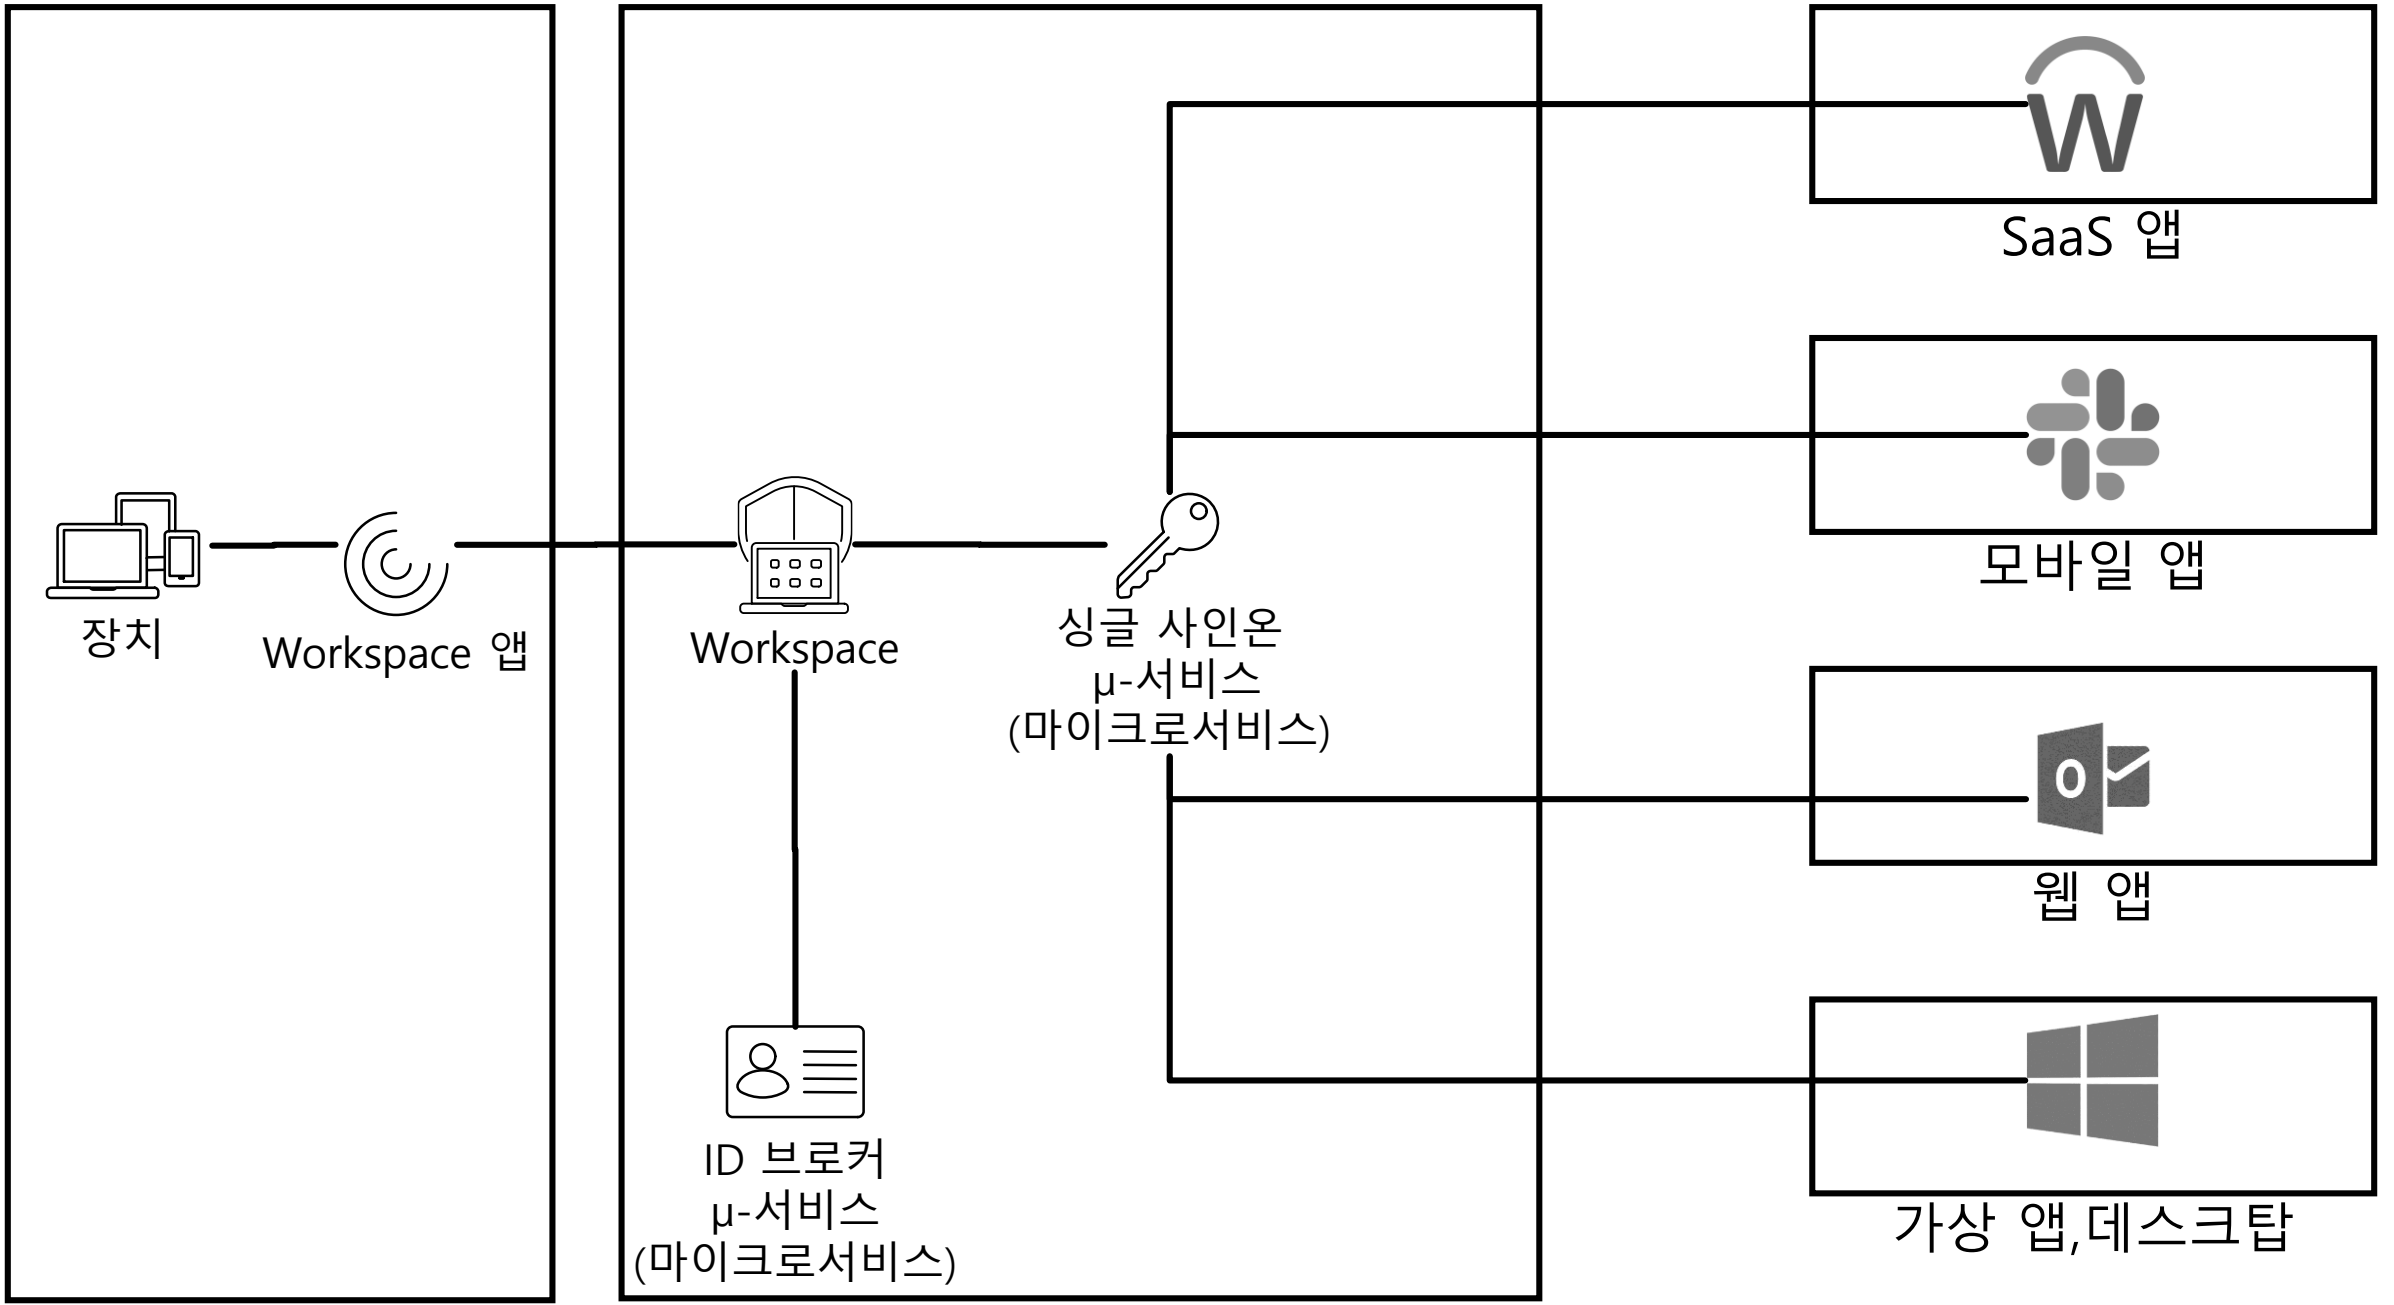 장치
Workspace 앱
Workspace
싱글 사인온
μ-서비스
(마이크로서비스)
ID 브로커
μ-서비스
(마이크로서비스)
SaaS 앱
모바일 앱
웹 앱
가상 앱,데스크탑